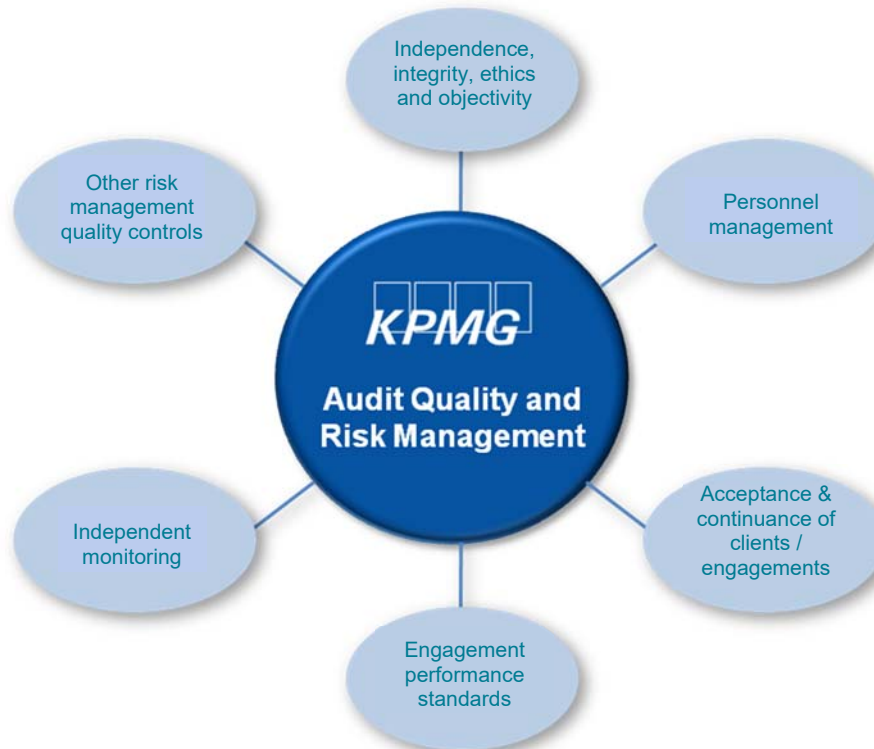 Independence,
integrity, ethics
and objectivity
Other risk
management
quality controls
Personnel
management
KPMG
Audit Quality and
Risk Management
Independent
monitoring
Acceptance &
continuance of
clients /
engagements
Engagement
performance
standards